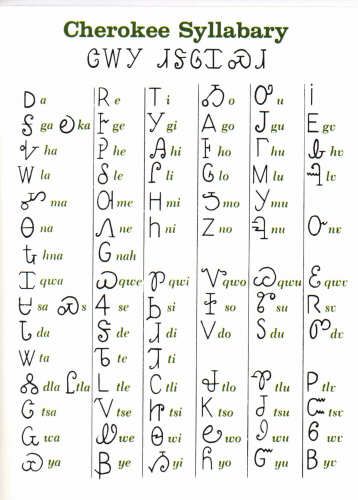 Cherokee Syllabary
ᏣᎳᎩ ᏗᎦᏣᏆᏍᏗ
Ꭰ a Ꭱ e Ꭲ i Ꭳ o Ꭴ u Ꭵ
Ꭶ ga Ꭷ ka Ꭸ ge Ꭹ gi Ꭺ go Ꭻ gu Ꭼ gv
Ꭽ ha Ꭾ he Ꭿ hi Ꮀ ho Ꮁ hu Ꮂ hv
Ꮃ la Ꮄ le Ꮅ li Ꮆ lo Ꮇ lu Ꮈ lv
Ꮉ ma Ꮊ me Ꮋ mi Ꮌ mo Ꮍ mu
Ꮎ na Ꮑ ne Ꮒ ni Ꮓ no Ꮔ nu Ꮕ nv
Ꮏ hna Ꮐ nah
Ꮖ qwa Ꮗ qwe Ꮘ qwi Ꮙ qwo Ꮚ qwu Ꮛ qwv
Ꮜ sa Ꮝ s Ꮞ se Ꮟ si Ꮠ so Ꮡ su Ꮢ sv
Ꮣ da Ꮥ de Ꮧ di Ꮩ do Ꮪ du Ꮫ dv
Ꮤ ta Ꮦ te Ꮨ ti
Ꮬ dla Ꮭ tla Ꮮ tle Ꮯ tli Ꮰ tlo Ꮱ tlu Ꮲ tlv
Ꮳ tsa Ꮴ tse Ꮵ tsi Ꮶ tso Ꮷ tsu Ꮸ tsv
Ꮹ wa Ꮺ we Ꮻ wi Ꮼ wo Ꮽ wu Ꮾ wv
Ꮿ ya Ᏸ ye Ᏹ yi Ᏺ yo Ᏻ yu Ᏼ yv